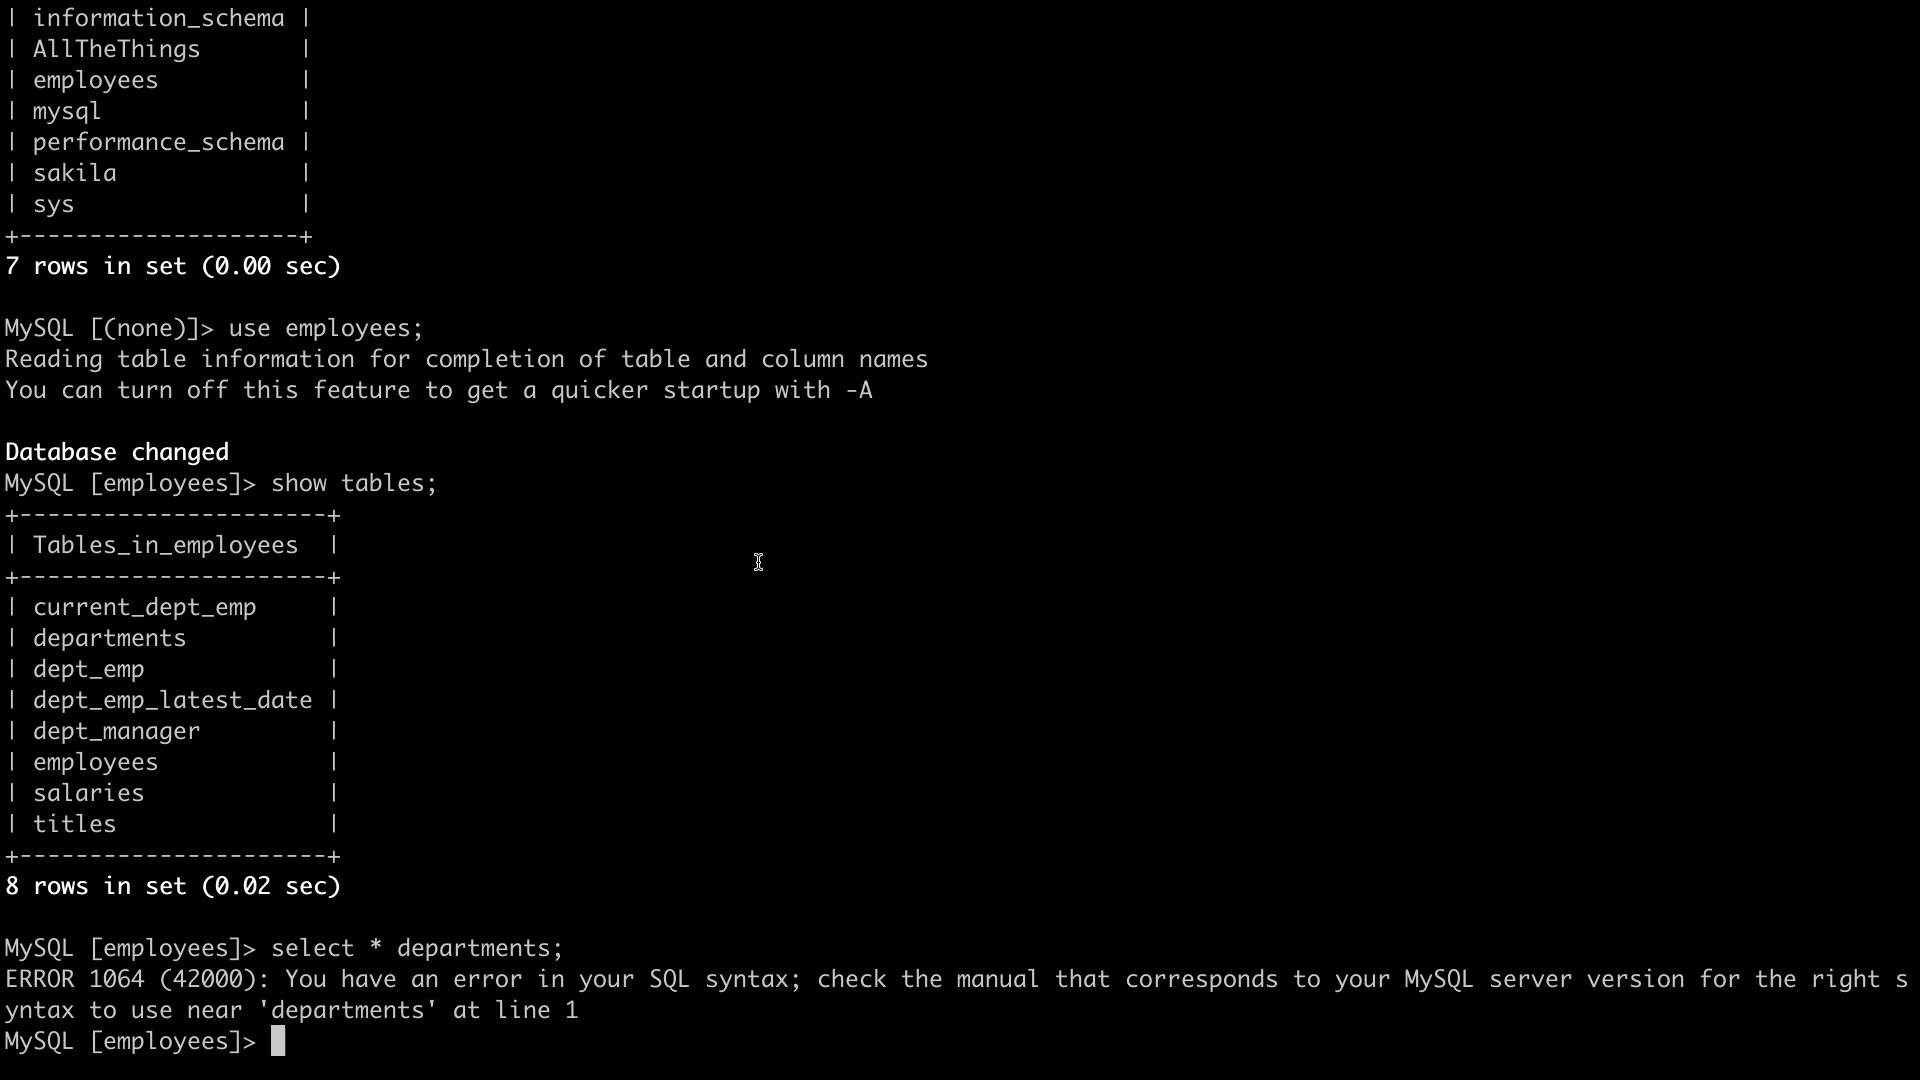 | information_schema |
| AllTheThings       |
| employees          |
| mysql              |
| performance_schema |
| sakila             |
| sys                |
+--------------------+
7 rows in set (0.00 sec)

MySQL [(none)]> use employees;
Reading table information for completion of table and column names
You can turn off this feature to get a quicker startup with -A

Database changed
MySQL [employees]> show tables;
+----------------------+
| Tables_in_employees  |
+----------------------+
| current_dept_emp     |
| departments          |
| dept_emp             |
| dept_emp_latest_date |
| dept_manager         |
| employees            |
| salaries             |
| titles               |
+----------------------+
8 rows in set (0.02 sec)

MySQL [employees]> select * departments;
ERROR 1064 (42000): You have an error in your SQL syntax; check the manual that corresponds to your MySQL server version for the right s
yntax to use near 'departments' at line 1
MySQL [employees]>